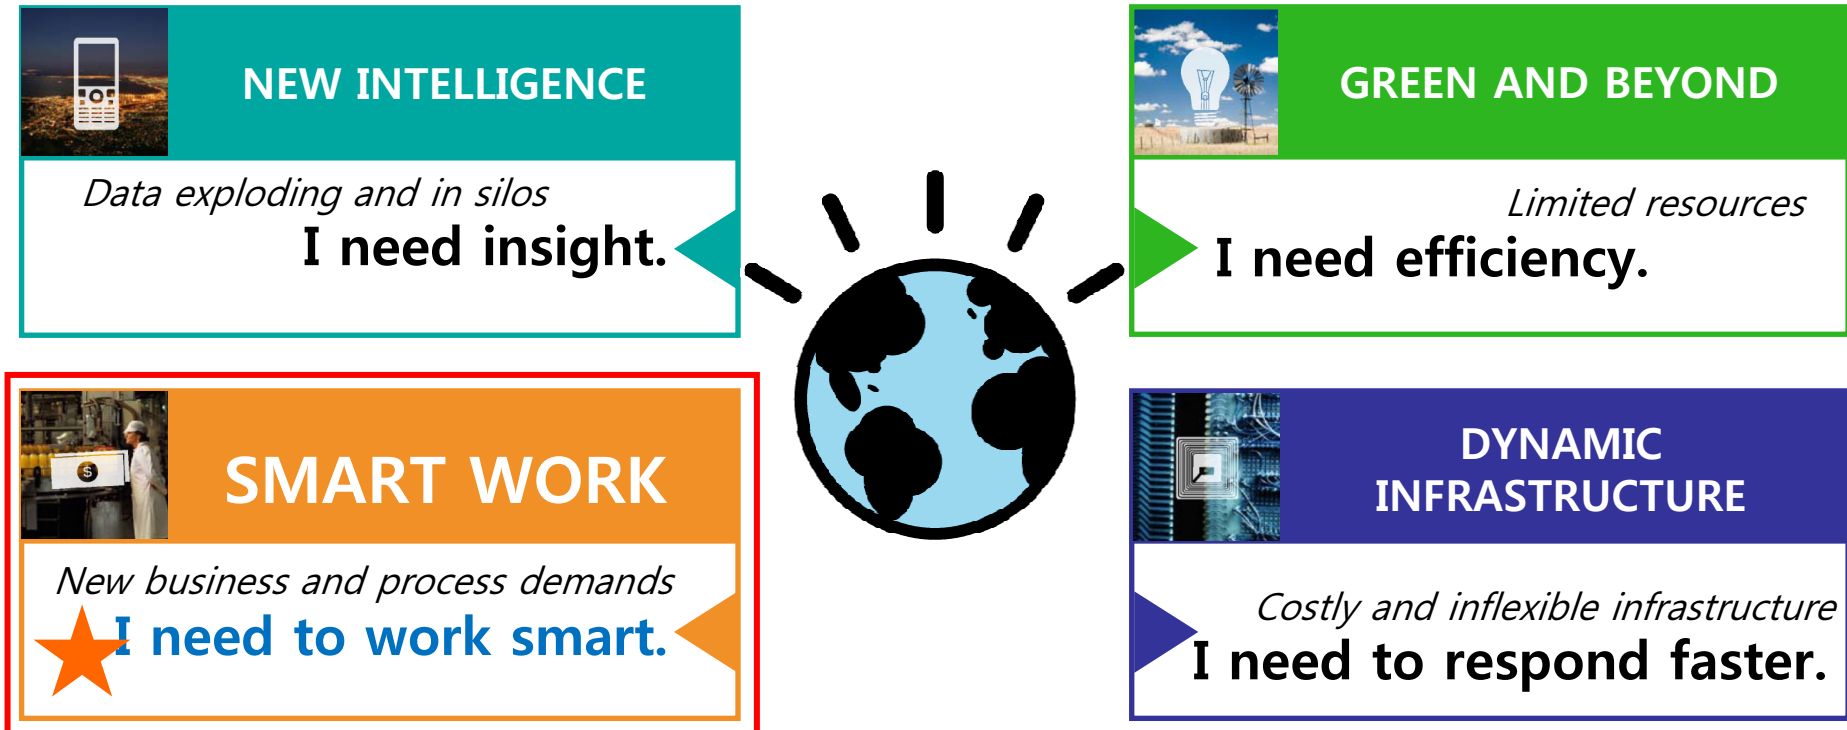 NEW INTELLIGENCE
Data exploding and in silos
I need insight.
GREEN AND BEYOND
Limited resources
I need efficiency.
SMART WORK
$
New business and process demands
I need to work smart.
DYNAMIC
INFRASTRUCTURE
Costly and inflexible infrastructure
I need to respond faster.